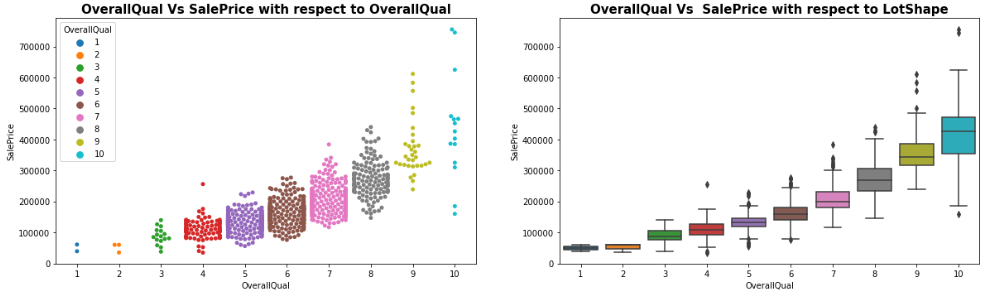 OverallQual Vs SalePrice with respect to OverallQual
SalePrice
700000
600000
500000
400000
300000
200000
100000
0
OverallQual
1
2
3
4
5
6
7
8
9
10
1 2 3 4 5 6 7 8 9 10
OverallQual
OverallQual Vs  SalePrice with respect to LotShape
SalePrice
700000
600000
500000
400000
300000
200000
100000
0
1 2 3 4 5 6 7 8 9 10
OverallQual